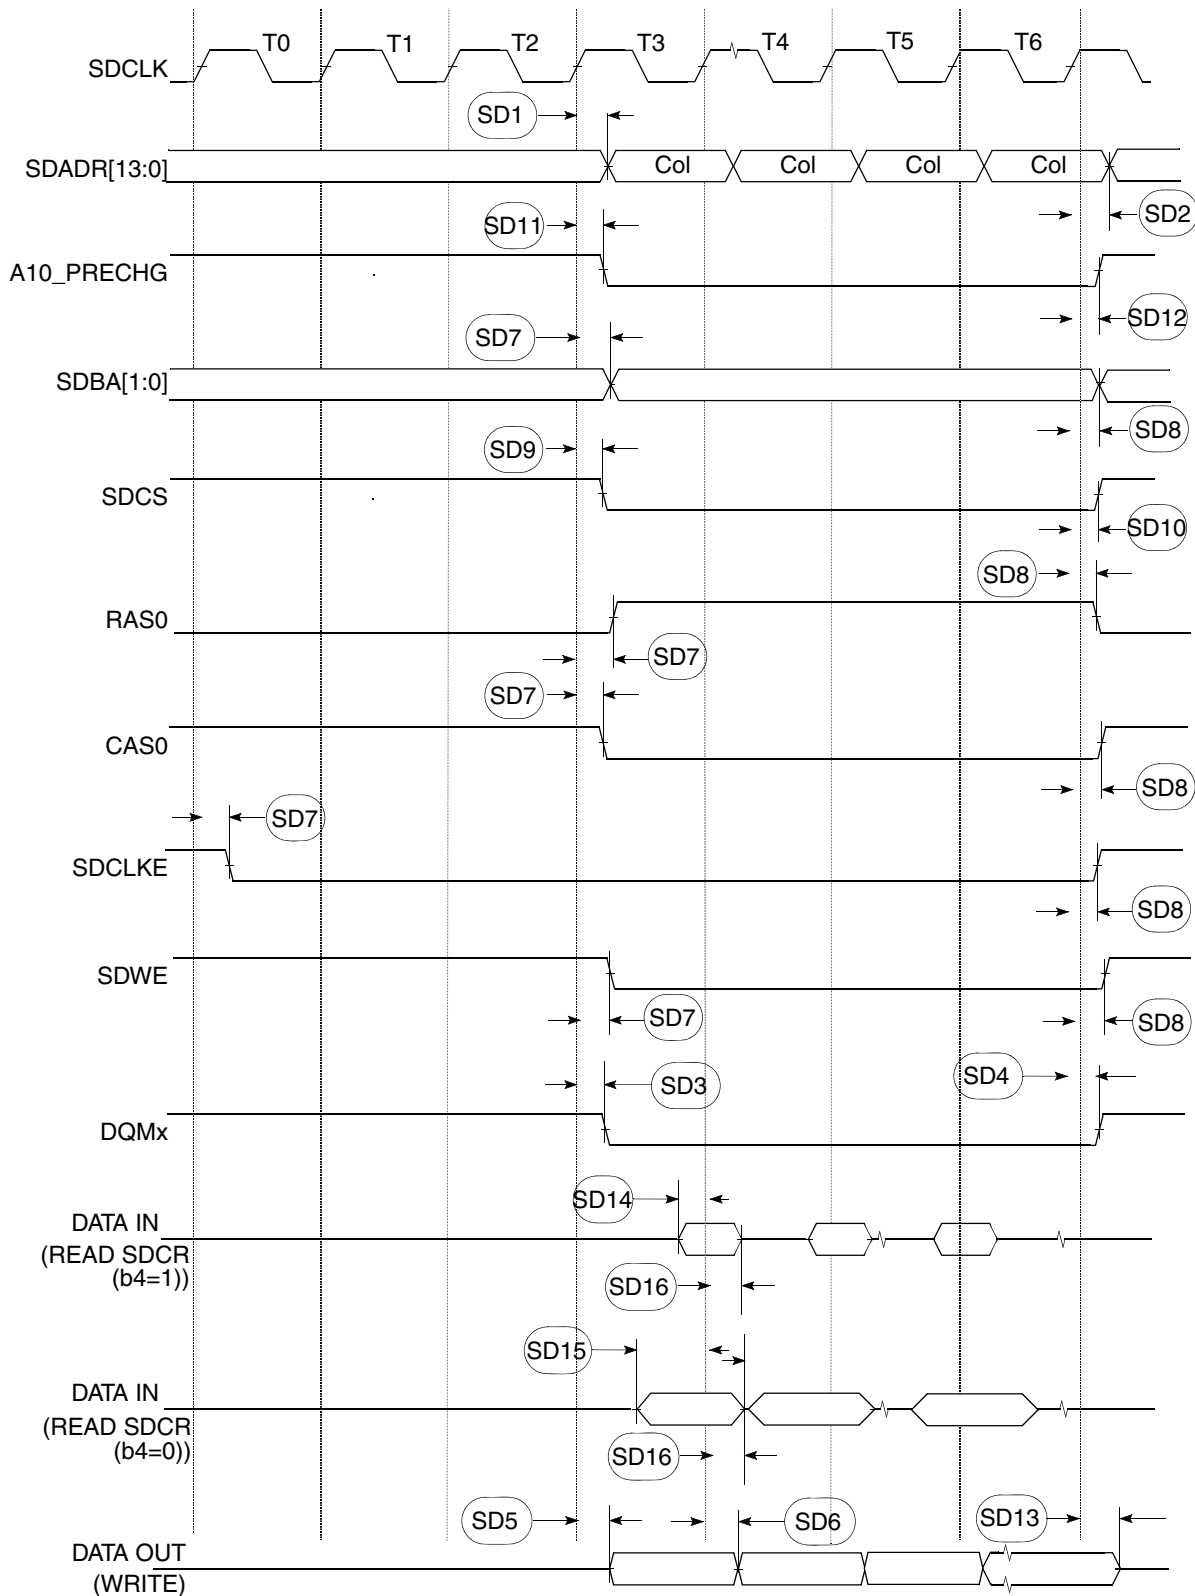 T0 T1 T2 T3 T4 T5 T6
SDCLK
SD1
SDADR[13:0] Col Col Col Col
SD11 SD2
A10_PRECHG
SD7 SD12
SDBA[1:0]
SD9 SD8
SDCS
SD10
SD8
RAS0
SD7
SD7
CAS0
SD8
SD7
SDCLKE
SD8
SDWE
SD7 SD8
SD3 SD4
DQMx
SD14
DATA IN
(READ SDCR
(b4=1))
SD16
SD15
DATA IN
(READ SDCR
(b4=0))
SD16
SD5 SD6 SD13
DATA OUT
(WRITE)